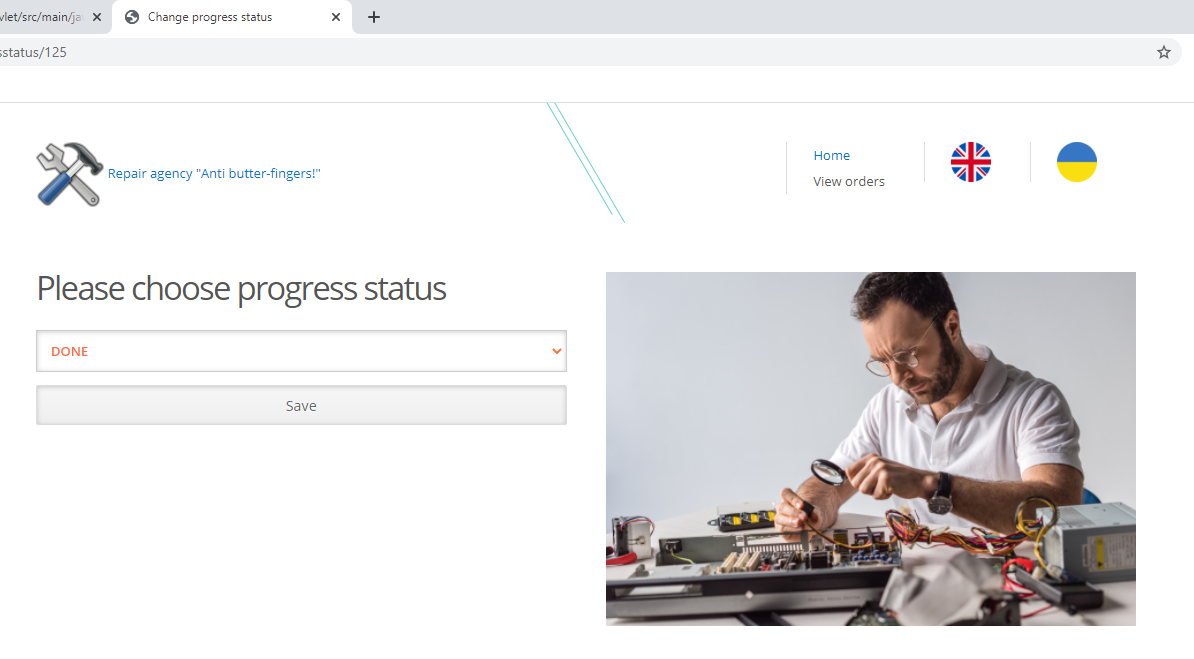 vlet/src/main/ja
Change progress status
sstatus/125
Repair agency "Anti butter-fingers!"
Home
View orders
Please choose progress status
DONE
Save